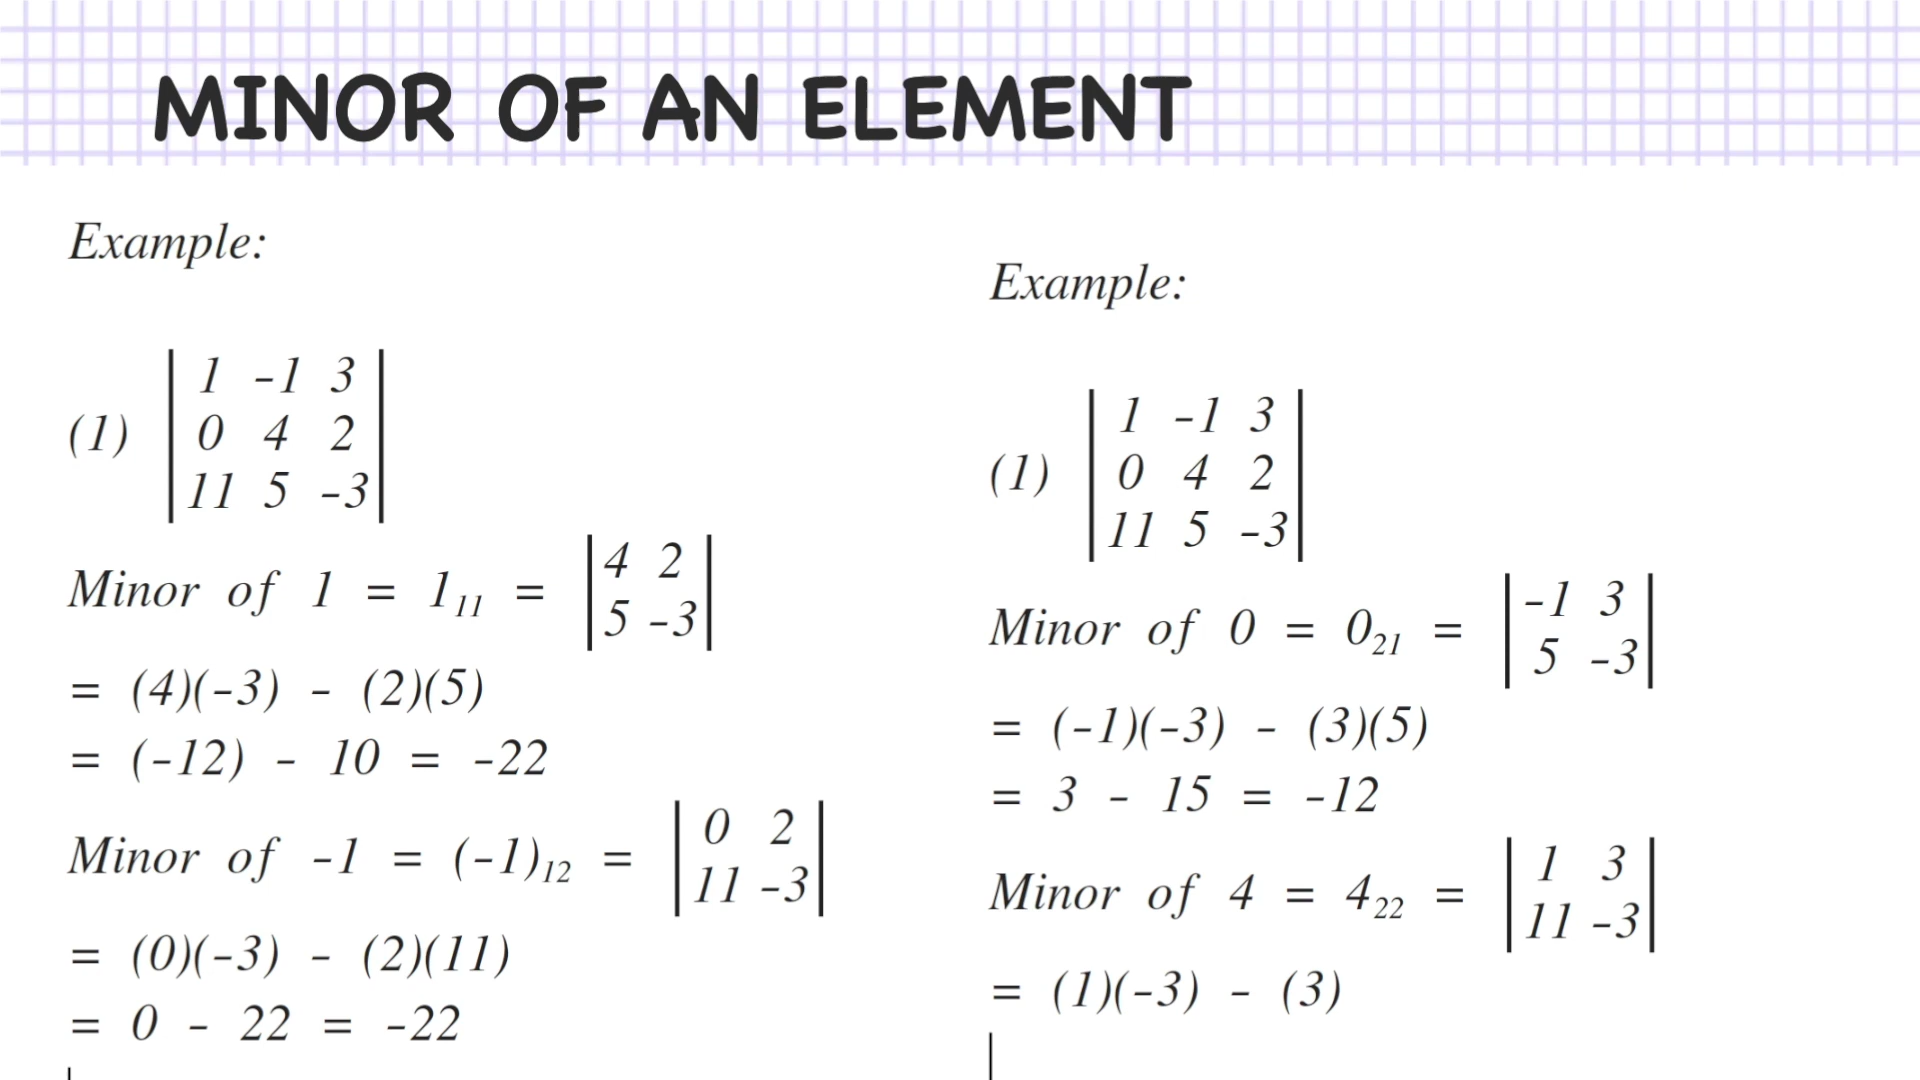 MINOR OF AN ELEMENT
Example:
(1) | 1 -1 3 |
| 0 4 2 |
| 11 5 -3 |
Minor of 1 = 1₁₁ = | 4 2 |
| 5 -3 |
= (4)(-3) - (2)(5)
= (-12) - 10 = -22
Minor of -1 = (-1)₁₂ = | 0 2 |
| 11 -3 |
= (0)(-3) - (2)(11)
= 0 - 22 = -22
Example:
(1) | 1 -1 3 |
| 0 4 2 |
| 11 5 -3 |
Minor of 0 = 0₂₁ = | -1 3 |
| 5 -3 |
= (-1)(-3) - (3)(5)
= 3 - 15 = -12
Minor of 4 = 4₂₂ = | 1 3 |
| 11 -3 |
= (1)(-3) - (3)